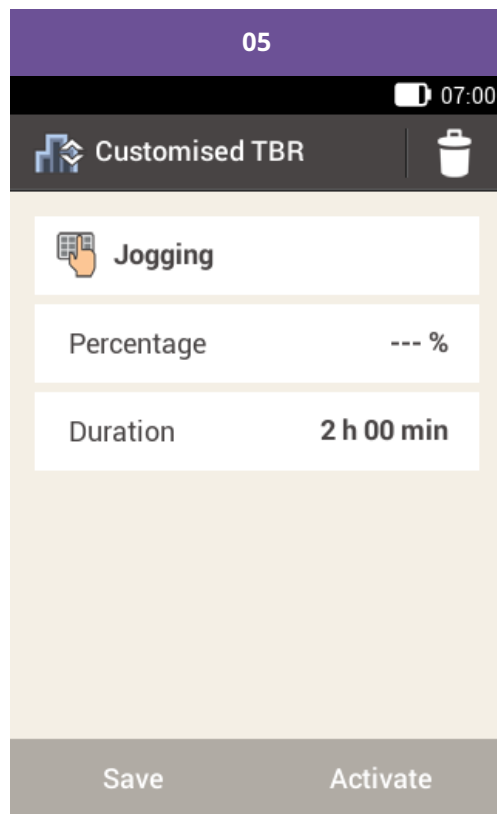 05
07:00
Customised TBR
Jogging
Percentage --- %
Duration 2 h 00 min
Save Activate